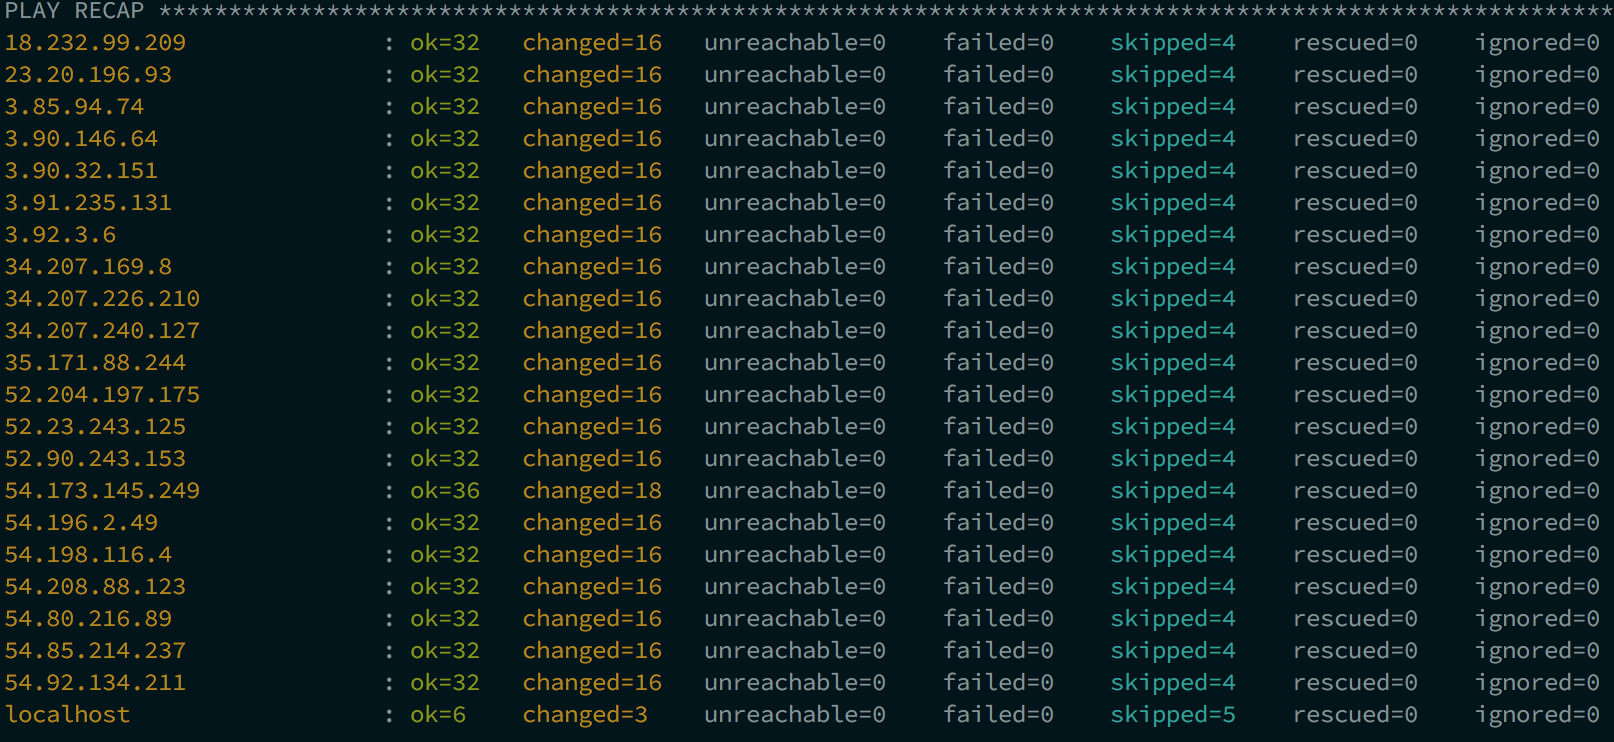 PLAY RECAP ********************************************************************************************************
18.232.99.209 : ok=32 changed=16 unreachable=0 failed=0 skipped=4 rescued=0 ignored=0
23.20.196.93 : ok=32 changed=16 unreachable=0 failed=0 skipped=4 rescued=0 ignored=0
3.85.94.74 : ok=32 changed=16 unreachable=0 failed=0 skipped=4 rescued=0 ignored=0
3.90.146.64 : ok=32 changed=16 unreachable=0 failed=0 skipped=4 rescued=0 ignored=0
3.90.32.151 : ok=32 changed=16 unreachable=0 failed=0 skipped=4 rescued=0 ignored=0
3.91.235.131 : ok=32 changed=16 unreachable=0 failed=0 skipped=4 rescued=0 ignored=0
3.92.3.6 : ok=32 changed=16 unreachable=0 failed=0 skipped=4 rescued=0 ignored=0
34.207.169.8 : ok=32 changed=16 unreachable=0 failed=0 skipped=4 rescued=0 ignored=0
34.207.226.210 : ok=32 changed=16 unreachable=0 failed=0 skipped=4 rescued=0 ignored=0
34.207.240.127 : ok=32 changed=16 unreachable=0 failed=0 skipped=4 rescued=0 ignored=0
35.171.88.244 : ok=32 changed=16 unreachable=0 failed=0 skipped=4 rescued=0 ignored=0
52.204.197.175 : ok=32 changed=16 unreachable=0 failed=0 skipped=4 rescued=0 ignored=0
52.23.243.125 : ok=32 changed=16 unreachable=0 failed=0 skipped=4 rescued=0 ignored=0
52.90.243.153 : ok=32 changed=16 unreachable=0 failed=0 skipped=4 rescued=0 ignored=0
54.173.145.249 : ok=36 changed=18 unreachable=0 failed=0 skipped=4 rescued=0 ignored=0
54.196.2.49 : ok=32 changed=16 unreachable=0 failed=0 skipped=4 rescued=0 ignored=0
54.198.116.4 : ok=32 changed=16 unreachable=0 failed=0 skipped=4 rescued=0 ignored=0
54.208.88.123 : ok=32 changed=16 unreachable=0 failed=0 skipped=4 rescued=0 ignored=0
54.80.216.89 : ok=32 changed=16 unreachable=0 failed=0 skipped=4 rescued=0 ignored=0
54.85.214.237 : ok=32 changed=16 unreachable=0 failed=0 skipped=4 rescued=0 ignored=0
54.92.134.211 : ok=32 changed=16 unreachable=0 failed=0 skipped=4 rescued=0 ignored=0
localhost : ok=6 changed=3 unreachable=0 failed=0 skipped=5 rescued=0 ignored=0